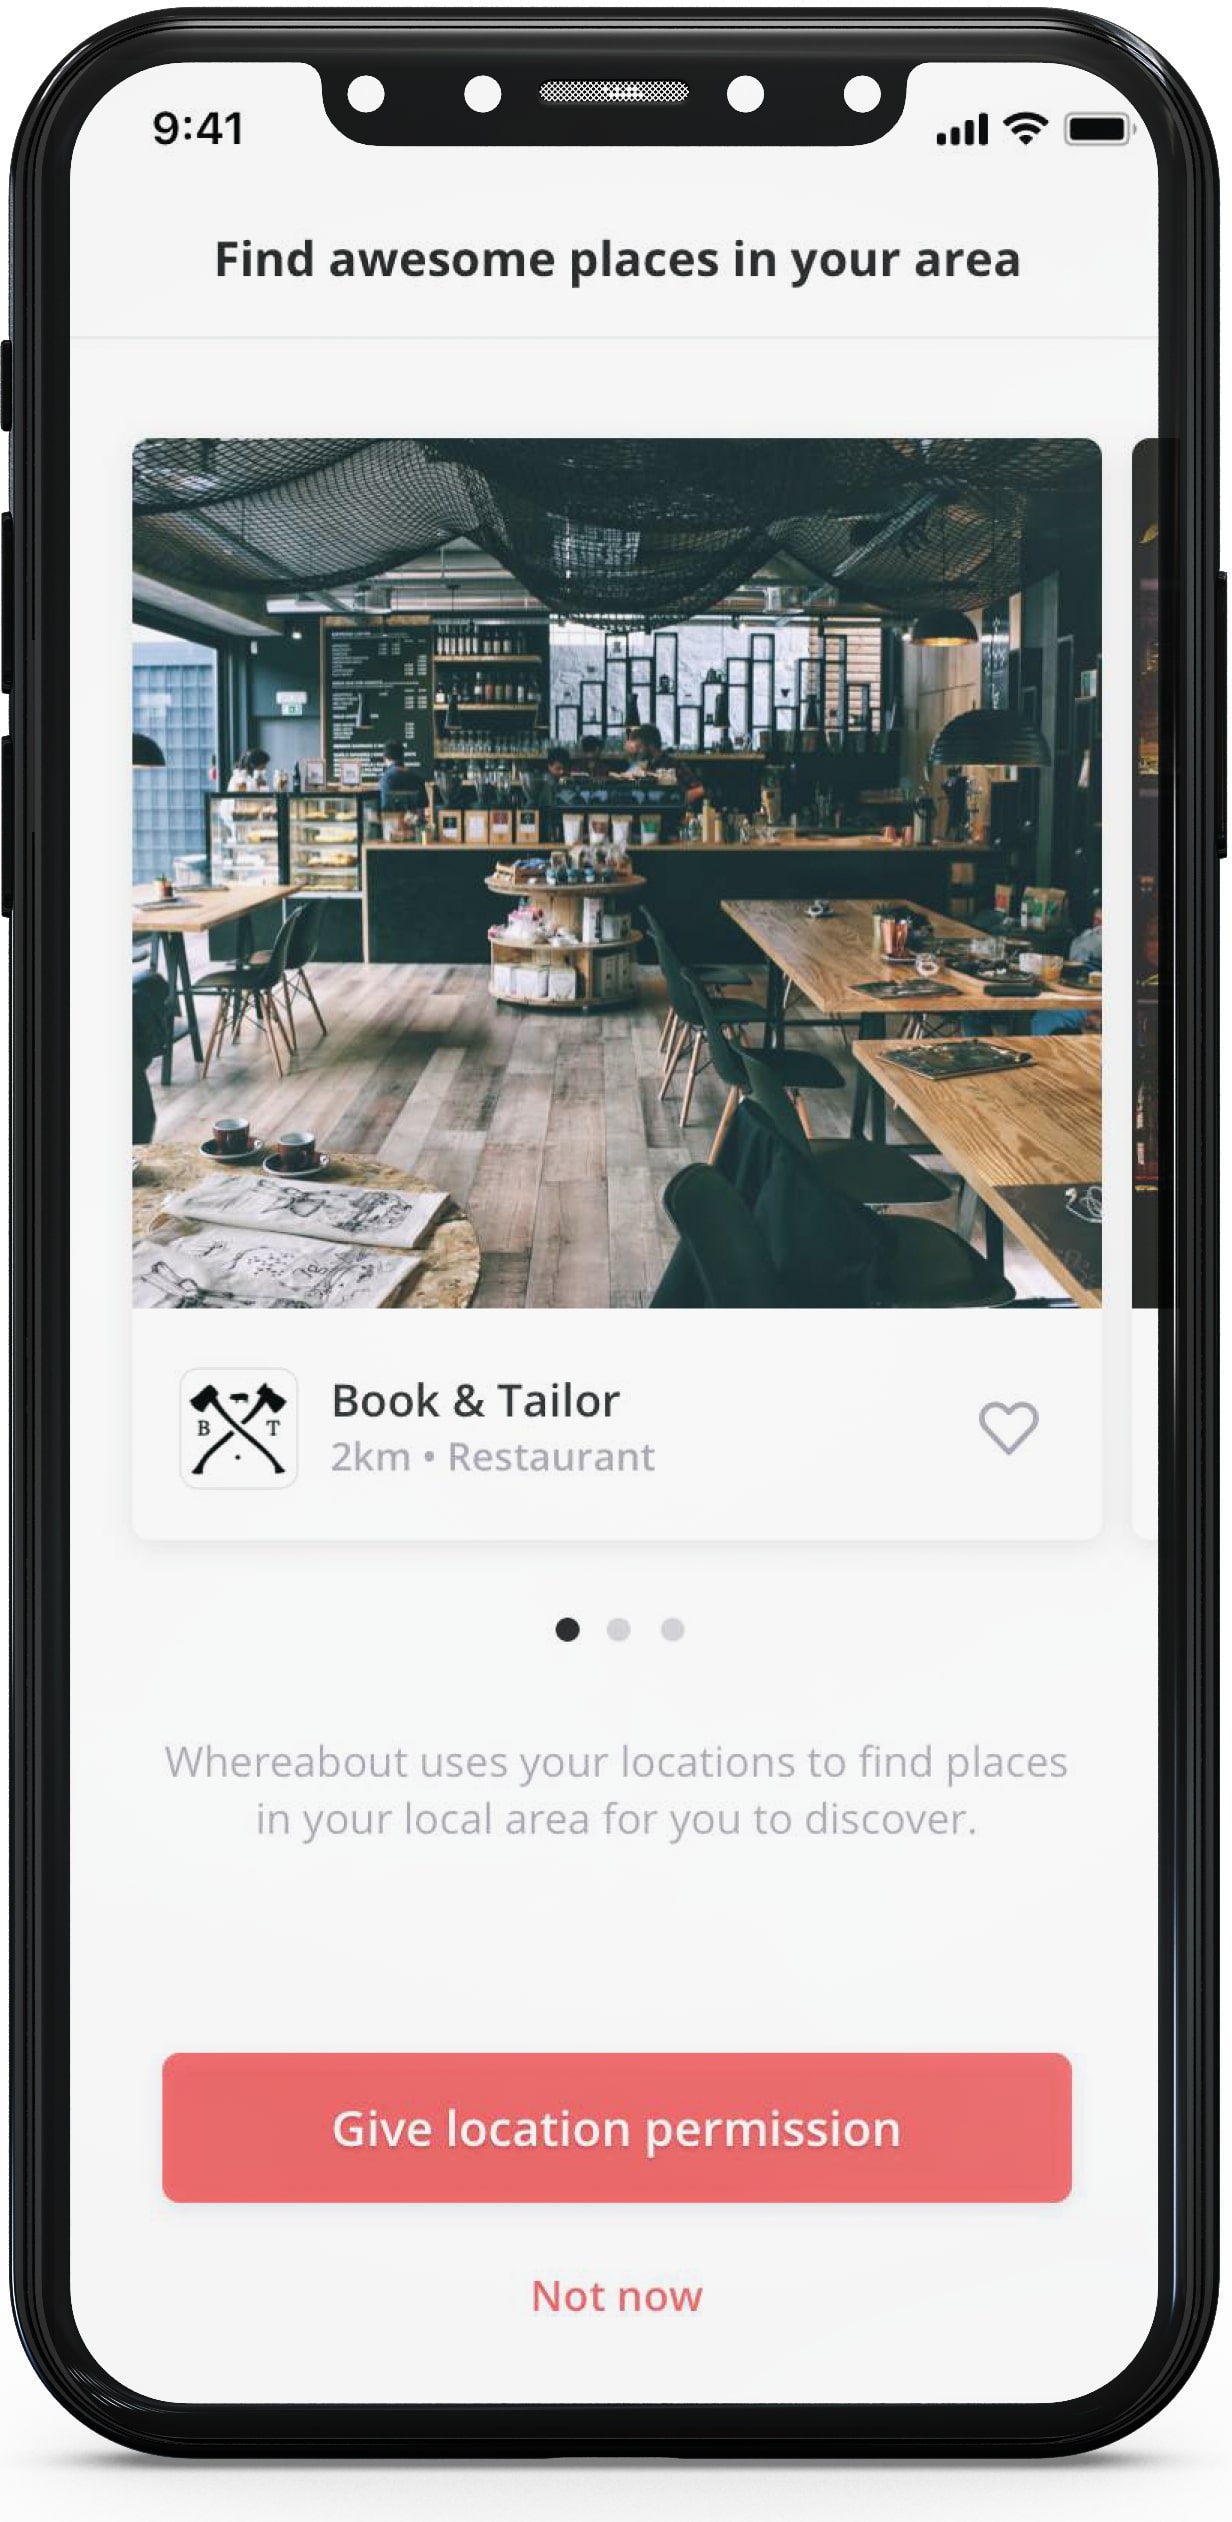 9:41
Find awesome places in your area
B T
Book & Tailor
2km • Restaurant
Whereabout uses your locations to find places
in your local area for you to discover.
Give location permission
Not now